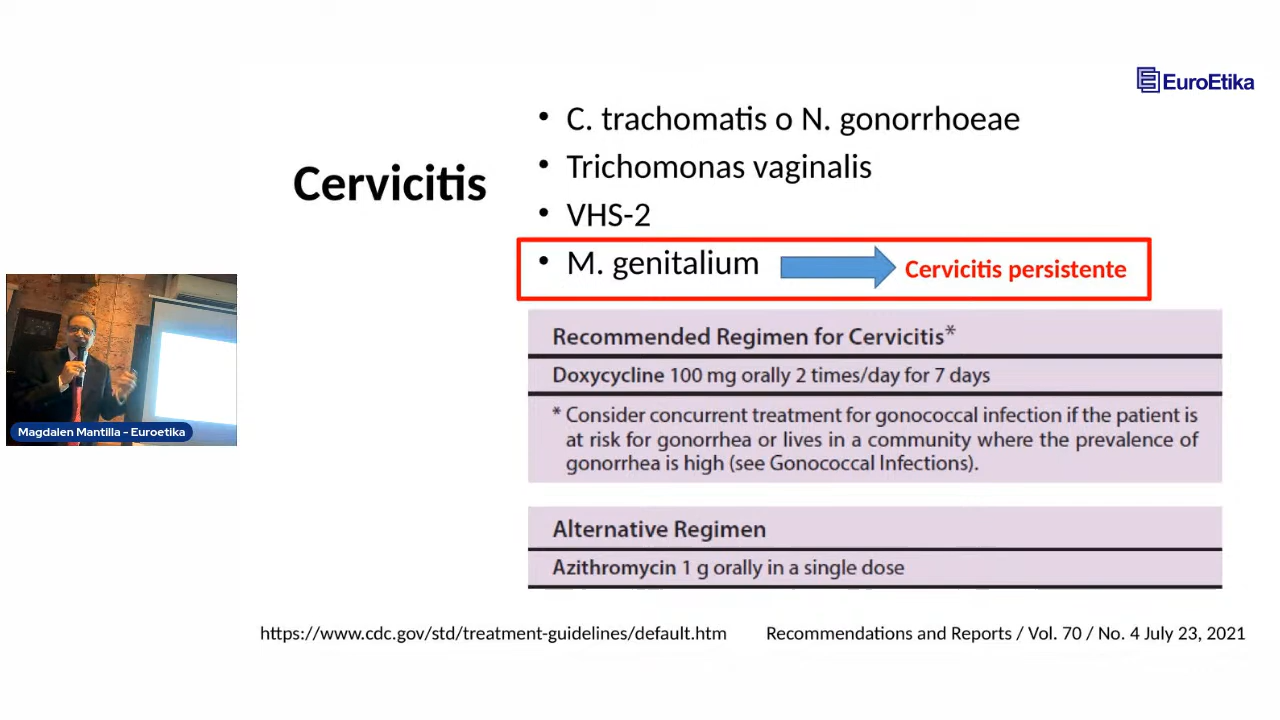 EuroEtika
Cervicitis
• C. trachomatis o N. gonorrhoeae
• Trichomonas vaginalis
• VHS-2
• M. genitalium
Cervicitis persistente
Recommended Regimen for Cervicitis*
Doxycycline 100 mg orally 2 times/day for 7 days
* Consider concurrent treatment for gonococcal infection if the patient is
at risk for gonorrhea or lives in a community where the prevalence of
gonorrhea is high (see Gonococcal Infections).
Alternative Regimen
Azithromycin 1 g orally in a single dose
Magdalen Mantilla - Euroetika
https://www.cdc.gov/std/treatment-guidelines/default.htm
Recommendations and Reports / Vol. 70 / No. 4 July 23, 2021